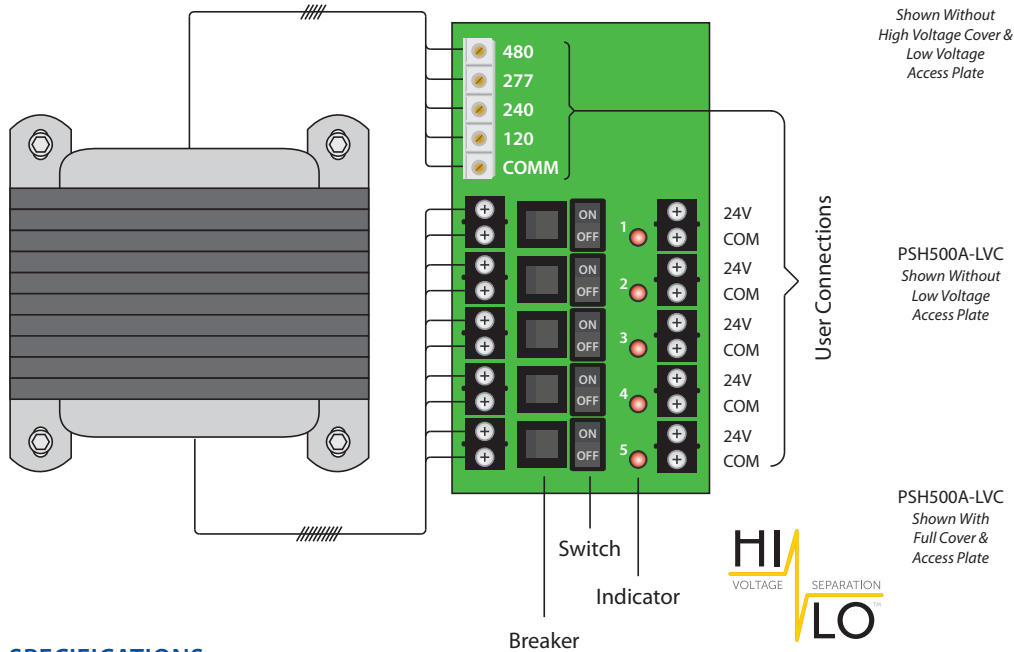 Shown Without
High Voltage Cover &
Low Voltage
Access Plate
480
277
240
120
COMM
ON
OFF
1
24V
COM
ON
OFF
2
24V
COM
ON
OFF
3
24V
COM
ON
OFF
4
24V
COM
ON
OFF
5
24V
COM
User Connections
PSH500A-LVC
Shown Without
Low Voltage
Access Plate
PSH500A-LVC
Shown With
Full Cover &
Access Plate
Switch
Indicator
Breaker
HI
VOLTAGE SEPARATION
LO™